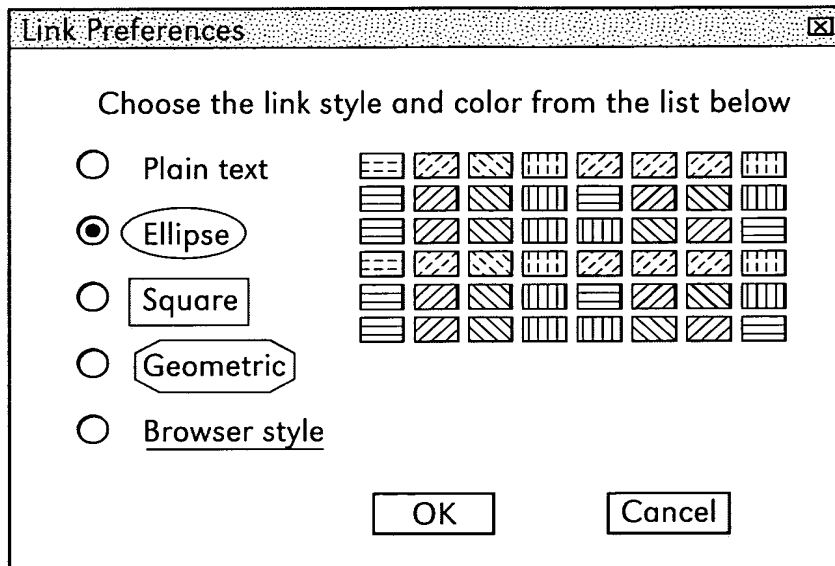 Link Preferences
Choose the link style and color from the list below
Plain text
Ellipse
Square
Geometric
Browser style
OK
Cancel